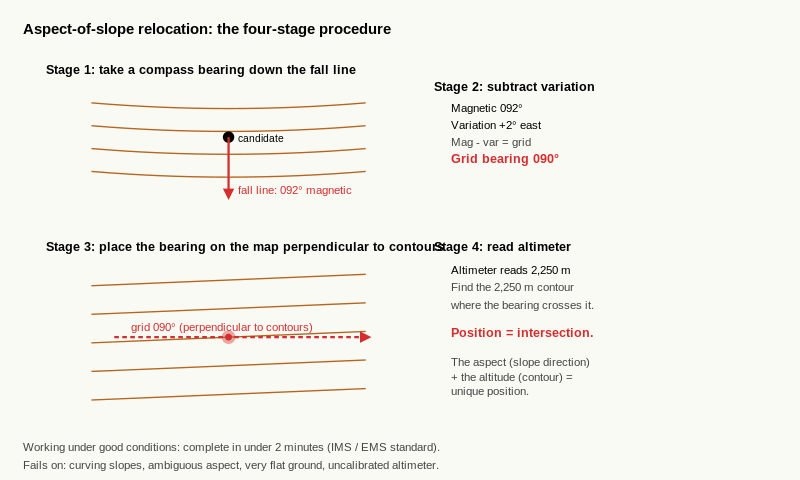 Aspect-of-slope relocation: the four-stage procedure
Stage 1: take a compass bearing down the fall line
candidate
fall line: 092° magnetic
Stage 2: subtract variation
Magnetic 092°
Variation +2° east
Mag - var = grid
Grid bearing 090°
Stage 3: place the bearing on the map perpendicular to contours
grid 090° (perpendicular to contours)
Stage 4: read altimeter
Altimeter reads 2,250 m
Find the 2,250 m contour
where the bearing crosses it.
Position = intersection.
The aspect (slope direction)
+ the altitude (contour) =
unique position.
Working under good conditions: complete in under 2 minutes (IMS / EMS standard).
Fails on: curving slopes, ambiguous aspect, very flat ground, uncalibrated altimeter.